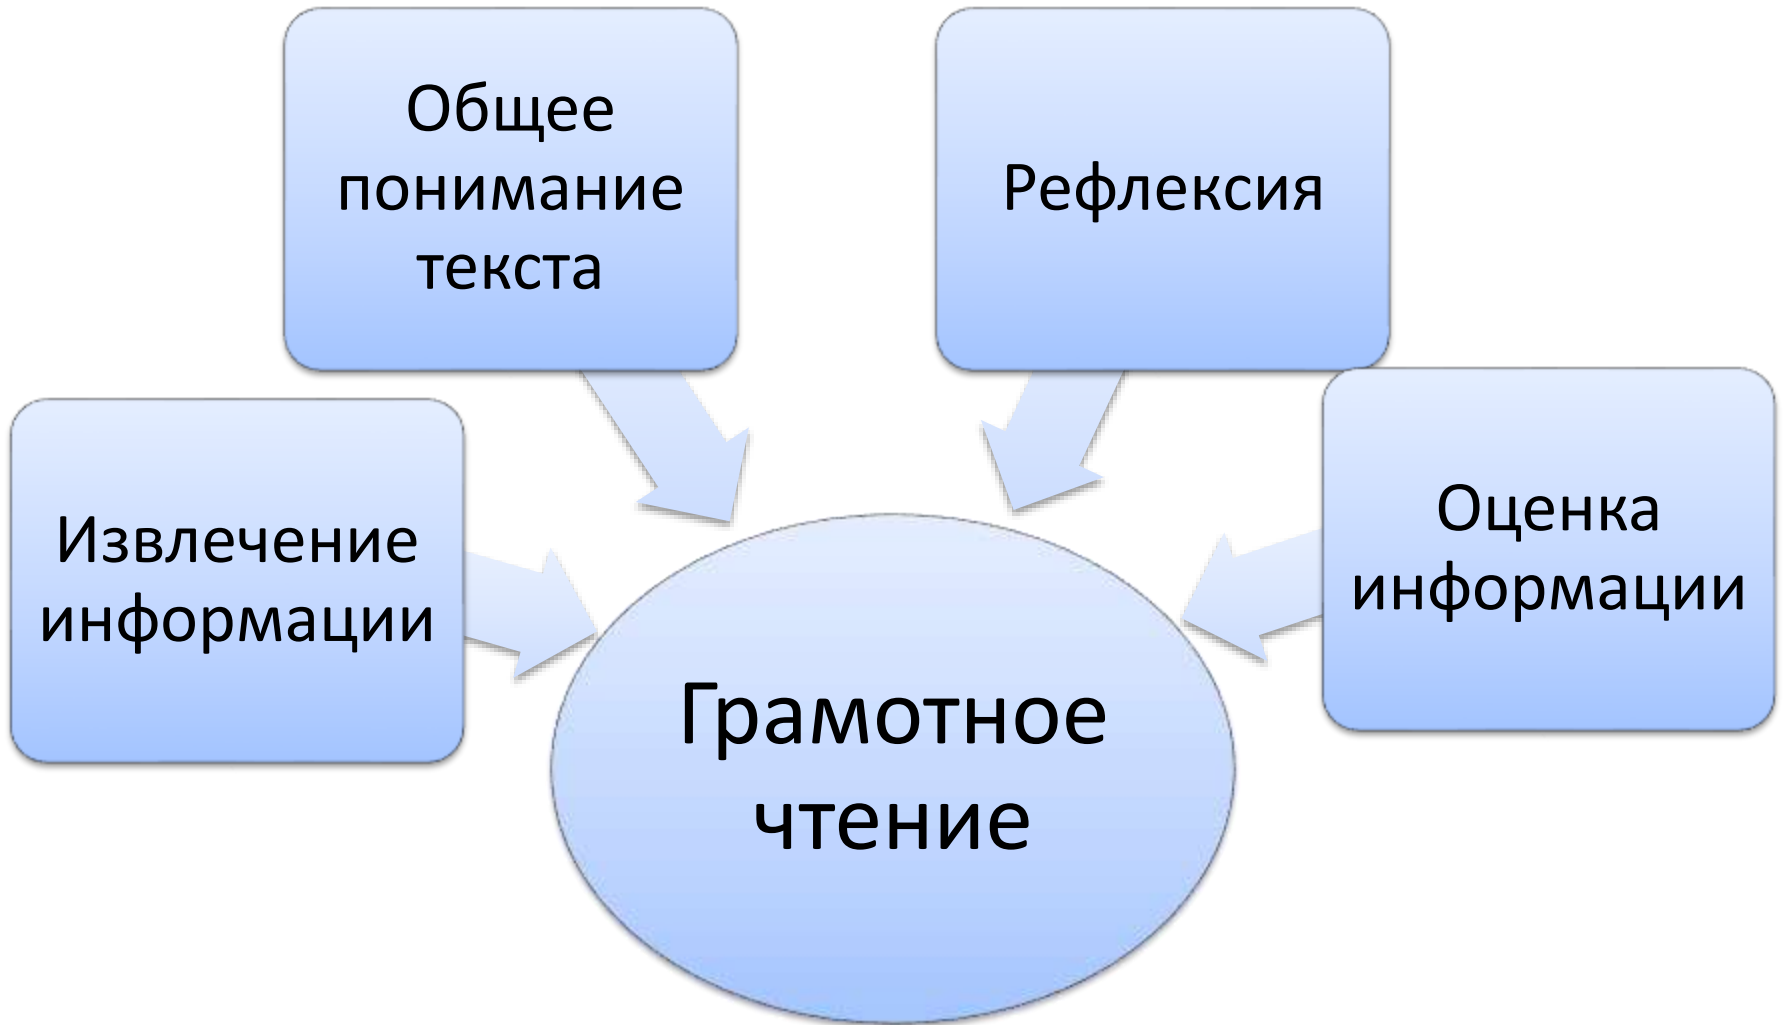 Общее
понимание
текста
Рефлексия
Извлечение
информации
Оценка
информации
Грамотное
чтение